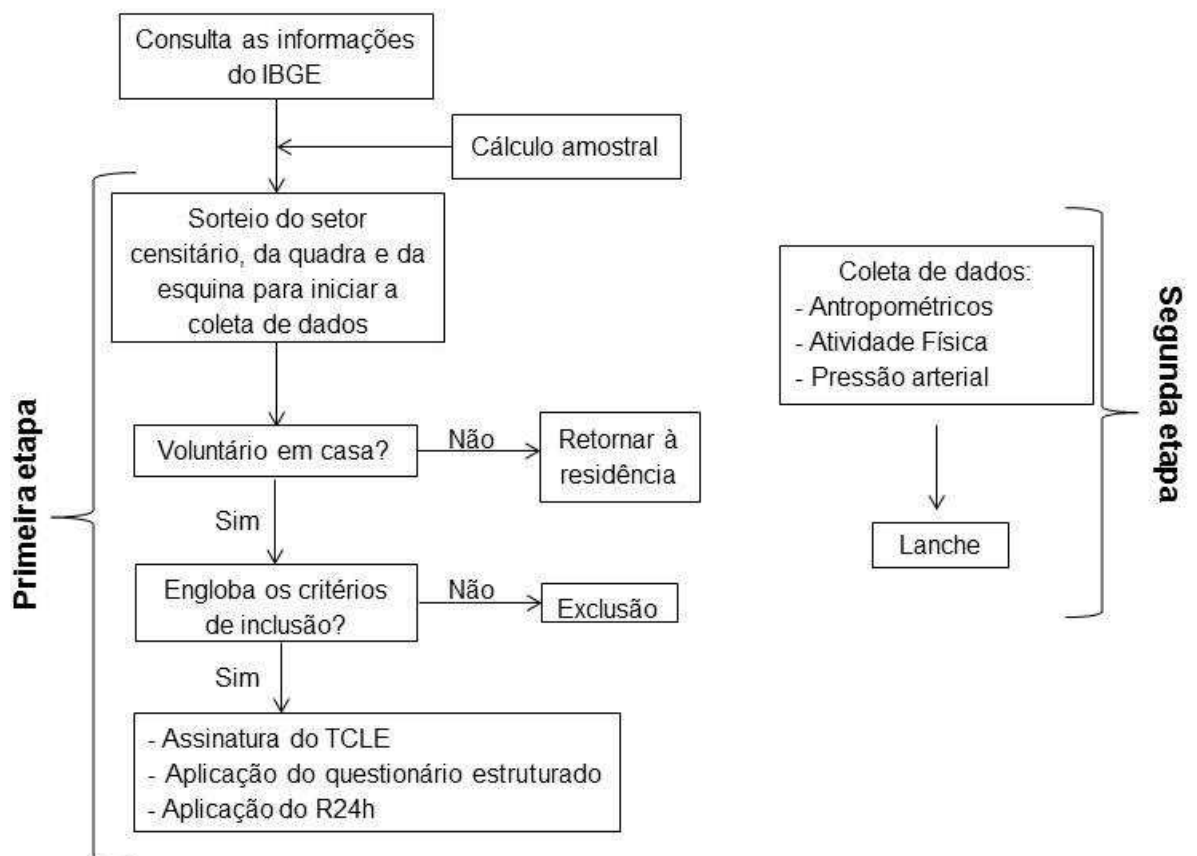 Consulta as informações
do IBGE
Cálculo amostral
Primeira etapa
Sorteio do setor
censitário, da quadra e da
esquina para iniciar a
coleta de dados
Voluntário em casa?
Não
Retornar à
residência
Sim
Engloba os critérios
de inclusão?
Não
Exclusão
Sim
- Assinatura do TCLE
- Aplicação do questionário estruturado
- Aplicação do R24h
Segunda etapa
Coleta de dados:
- Antropométricos
- Atividade Física
- Pressão arterial
Lanche